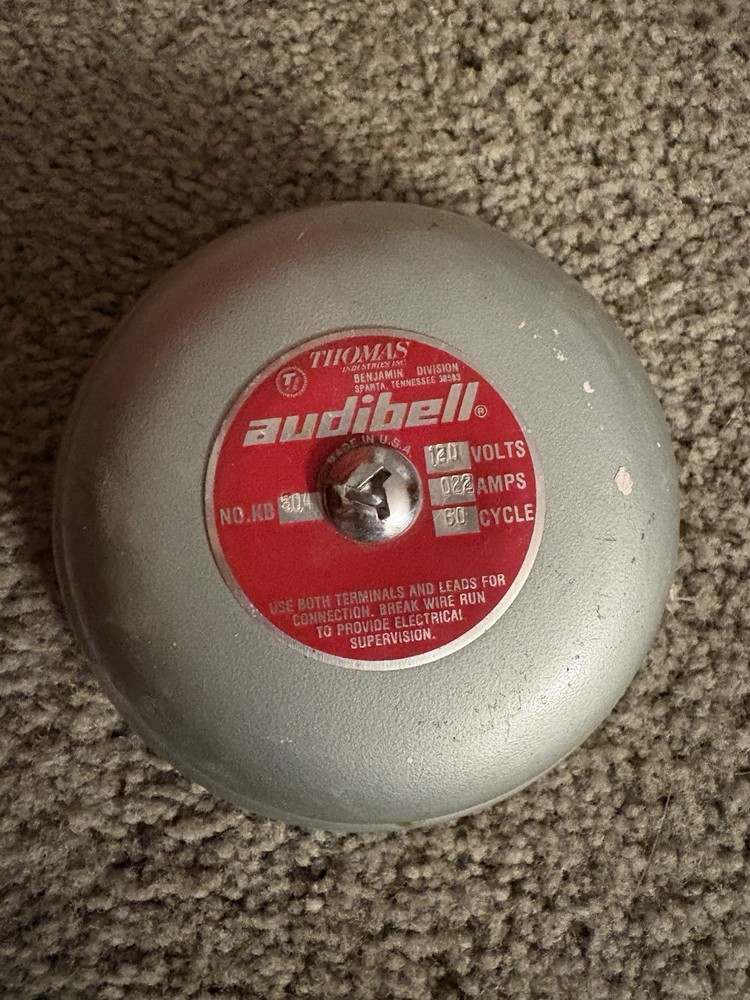 THOMAS
INDUSTRIES INC.
TI
BENJAMIN DIVISION
SPARTA, TENNESSEE 38583
audibell®
MADE IN U.S.A.
120 VOLTS
022 AMPS
NO. KB 504
60 CYCLE
USE BOTH TERMINALS AND LEADS FOR
CONNECTION. BREAK WIRE RUN
TO PROVIDE ELECTRICAL
SUPERVISION.